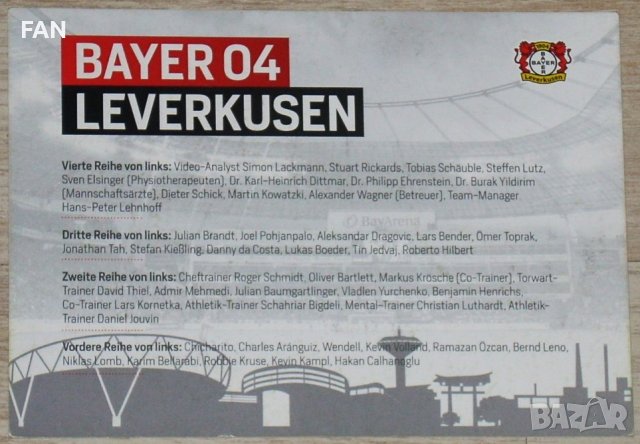 FAN
BAYER 04
LEVERKUSEN
1904
BAYER
Leverkusen
Vierte Reihe von links: Video-Analyst Simon Lackmann, Stuart Rickards, Tobias Schäuble, Steffen Lutz,
Sven Elsinger (Physiotherapeuten), Dr. Karl-Heinrich Dittmar, Dr. Philipp Ehrenstein, Dr. Burak Yildirim
(Mannschaftsärzte), Dieter Schick, Martin Kowatzki, Alexander Wagner (Betreuer), Team-Manager
Hans-Peter Lehnhoff
BayArena
Dritte Reihe von links: Julian Brandt, Joel Pohjanpalo, Aleksandar Dragovic, Lars Bender, Ömer Toprak,
Jonathan Tah, Stefan Kießling, Danny da Costa, Lukas Boeder, Tin Jedvaj, Roberto Hilbert
Zweite Reihe von links: Cheftrainer Roger Schmidt, Oliver Bartlett, Markus Krösche (Co-Trainer), Torwart-
Trainer David Thiel, Admir Mehmedi, Julian Baumgartlinger, Vladlen Yurchenko, Benjamin Henrichs,
Co-Trainer Lars Kornetka, Athletik-Trainer Schahriar Bigdeli, Mental-Trainer Christian Luthardt, Athletik-
Trainer Daniel Jouvin
Vordere Reihe von links: Chicharito, Charles Aránguiz, Wendell, Kevin Volland, Ramazan Özcan, Bernd Leno,
Niklas Lomb, Karim Bellarabi, Robbie Kruse, Kevin Kampl, Hakan Calhanoglu
BAZAR